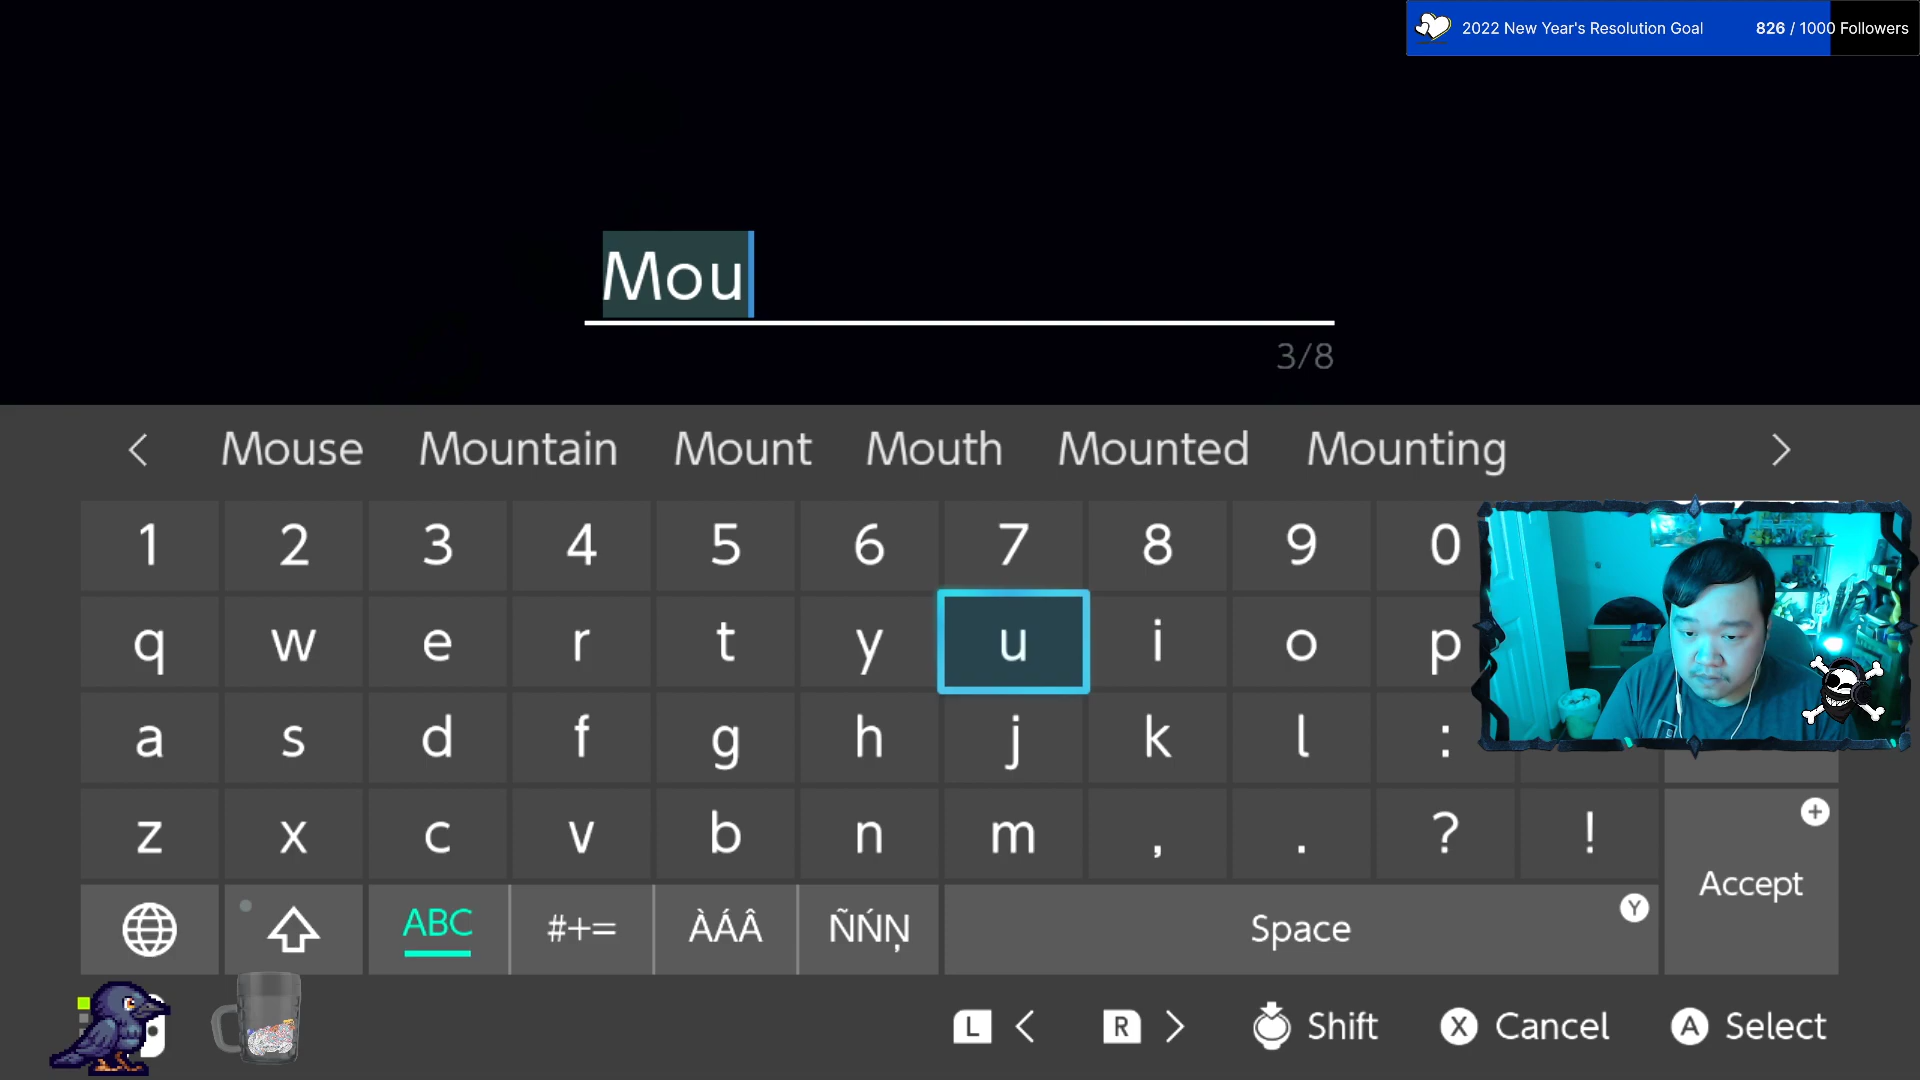 2022 New Year's Resolution Goal 826 / 1000 Followers
Mou
3/8
Mouse Mountain Mount Mouth Mounted Mounting
1 2 3 4 5 6 7 8 9 0
q w e r t y u i o p
a s d f g h j k l :
z x c v b n m , . ? !
+
Accept
ABC #+= ÀÁÂ ÑŃŅ Space Y
L < R > Shift X Cancel A Select